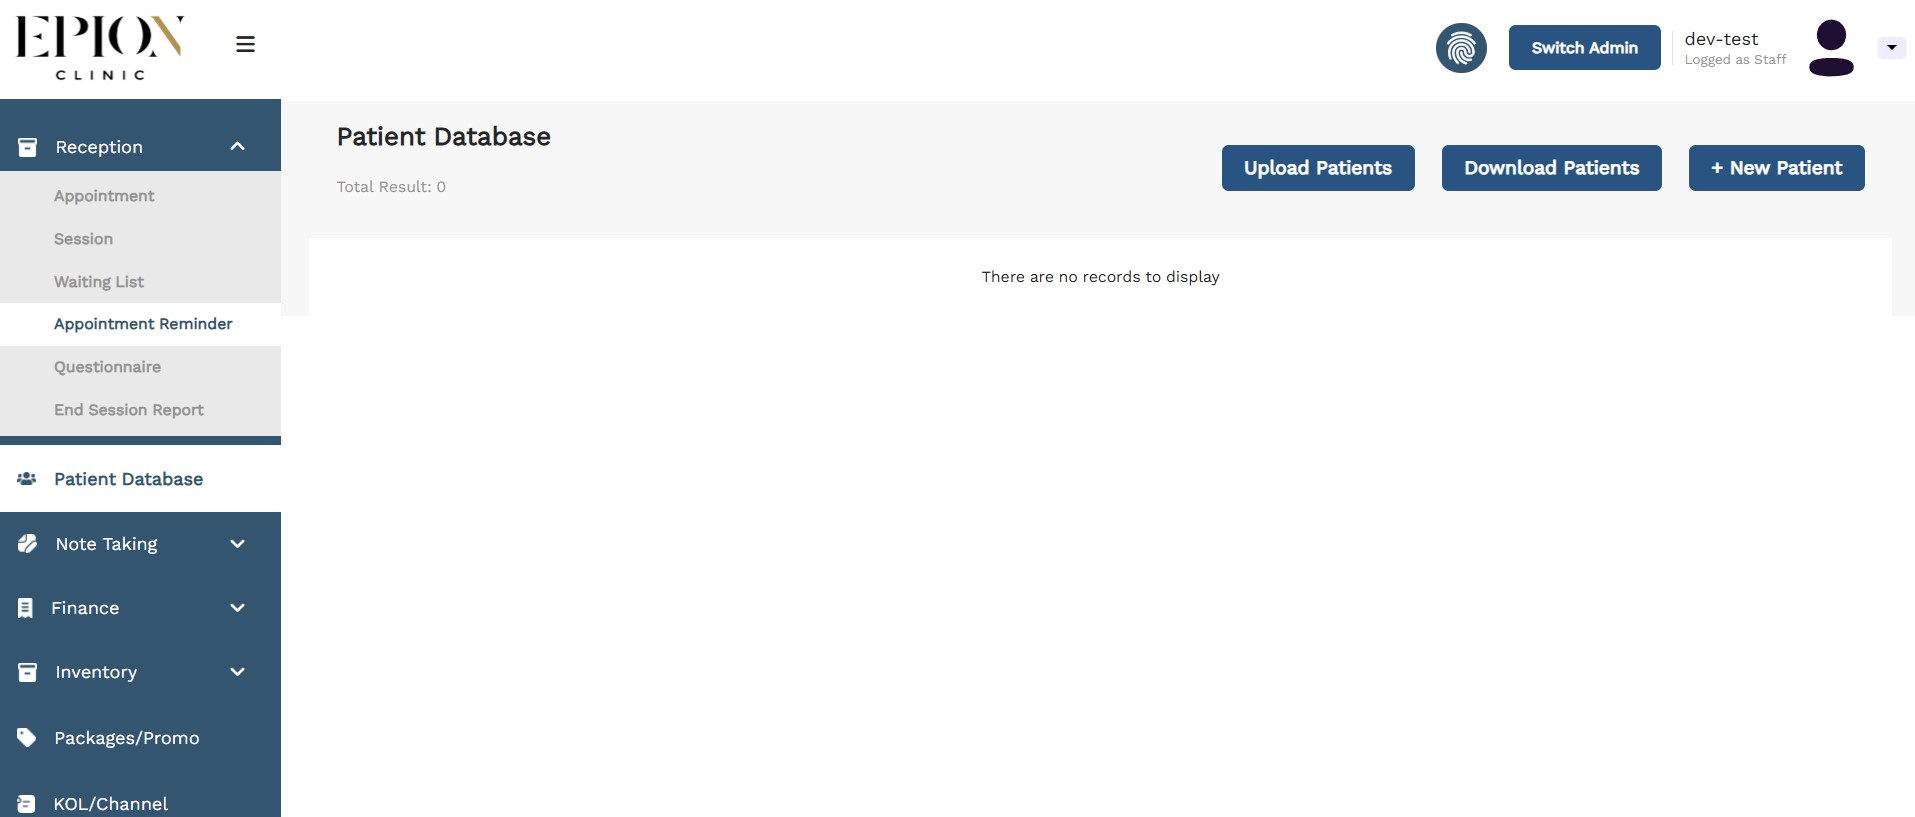 EPION
CLINIC
Switch Admin
dev-test
Logged as Staff
Reception
Appointment
Session
Waiting List
Appointment Reminder
Questionnaire
End Session Report
Patient Database
Note Taking
Finance
Inventory
Packages/Promo
KOL/Channel
Patient Database
Total Result: 0
Upload Patients
Download Patients
+ New Patient
There are no records to display